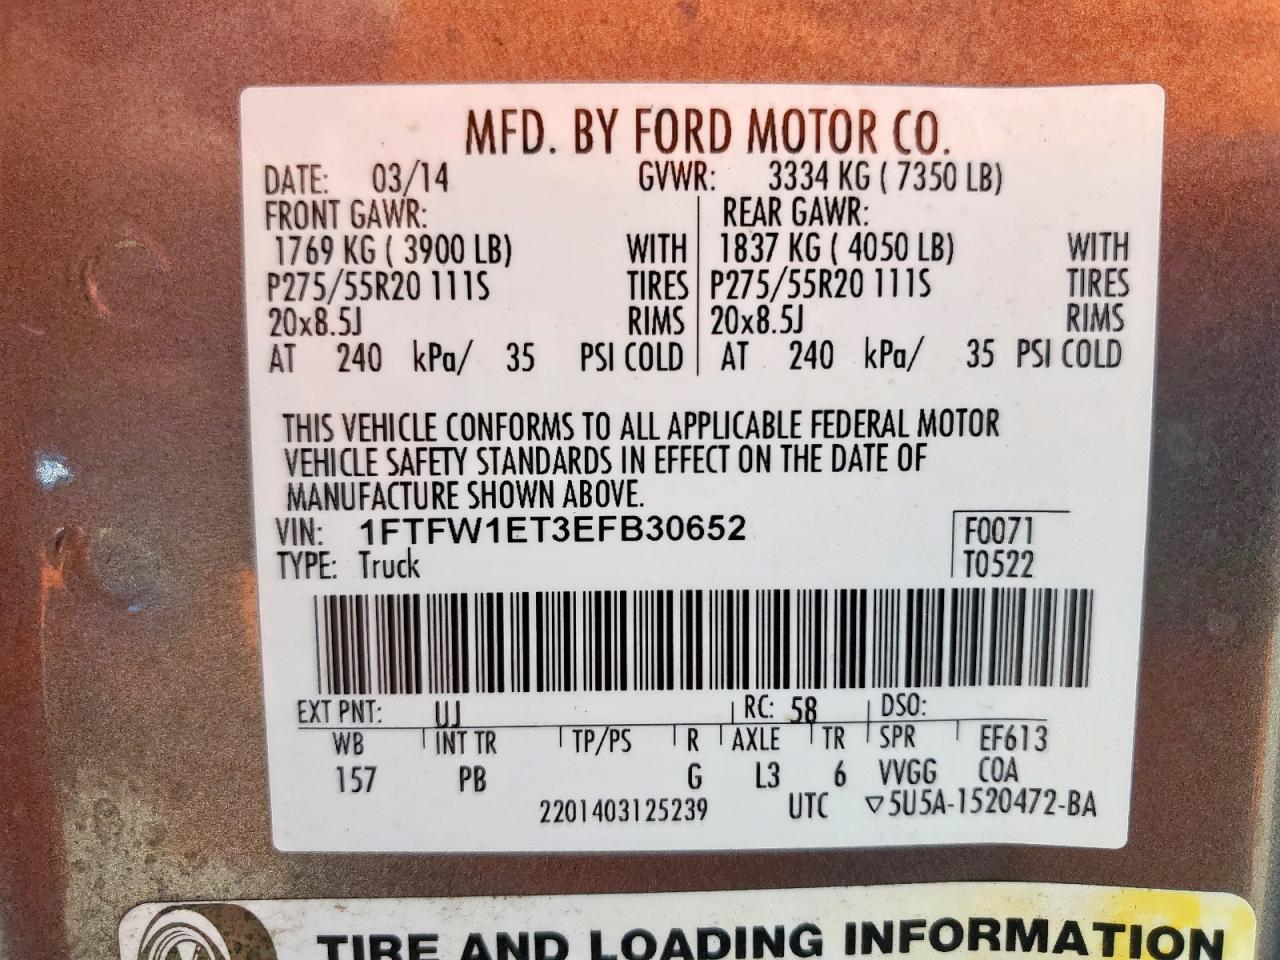 MFD. BY FORD MOTOR CO.
DATE: 03/14 GVWR: 3334 KG ( 7350 LB)
FRONT GAWR: REAR GAWR:
1769 KG ( 3900 LB) WITH 1837 KG ( 4050 LB) WITH
P275/55R20 111S TIRES P275/55R20 111S TIRES
20x8.5J RIMS 20x8.5J RIMS
AT 240 kPa/ 35 PSI COLD AT 240 kPa/ 35 PSI COLD
THIS VEHICLE CONFORMS TO ALL APPLICABLE FEDERAL MOTOR
VEHICLE SAFETY STANDARDS IN EFFECT ON THE DATE OF
MANUFACTURE SHOWN ABOVE.
VIN: 1FTFW1ET3EFB30652 F0071
TYPE: Truck T0522
EXT PNT: UJ RC: 58 DSO:
WB INT TR TP/PS R AXLE TR SPR EF613
157 PB G L3 6 VVGG COA
2201403125239 UTC ▽5U5A-1520472-BA
TIRE AND LOADING INFORMATION